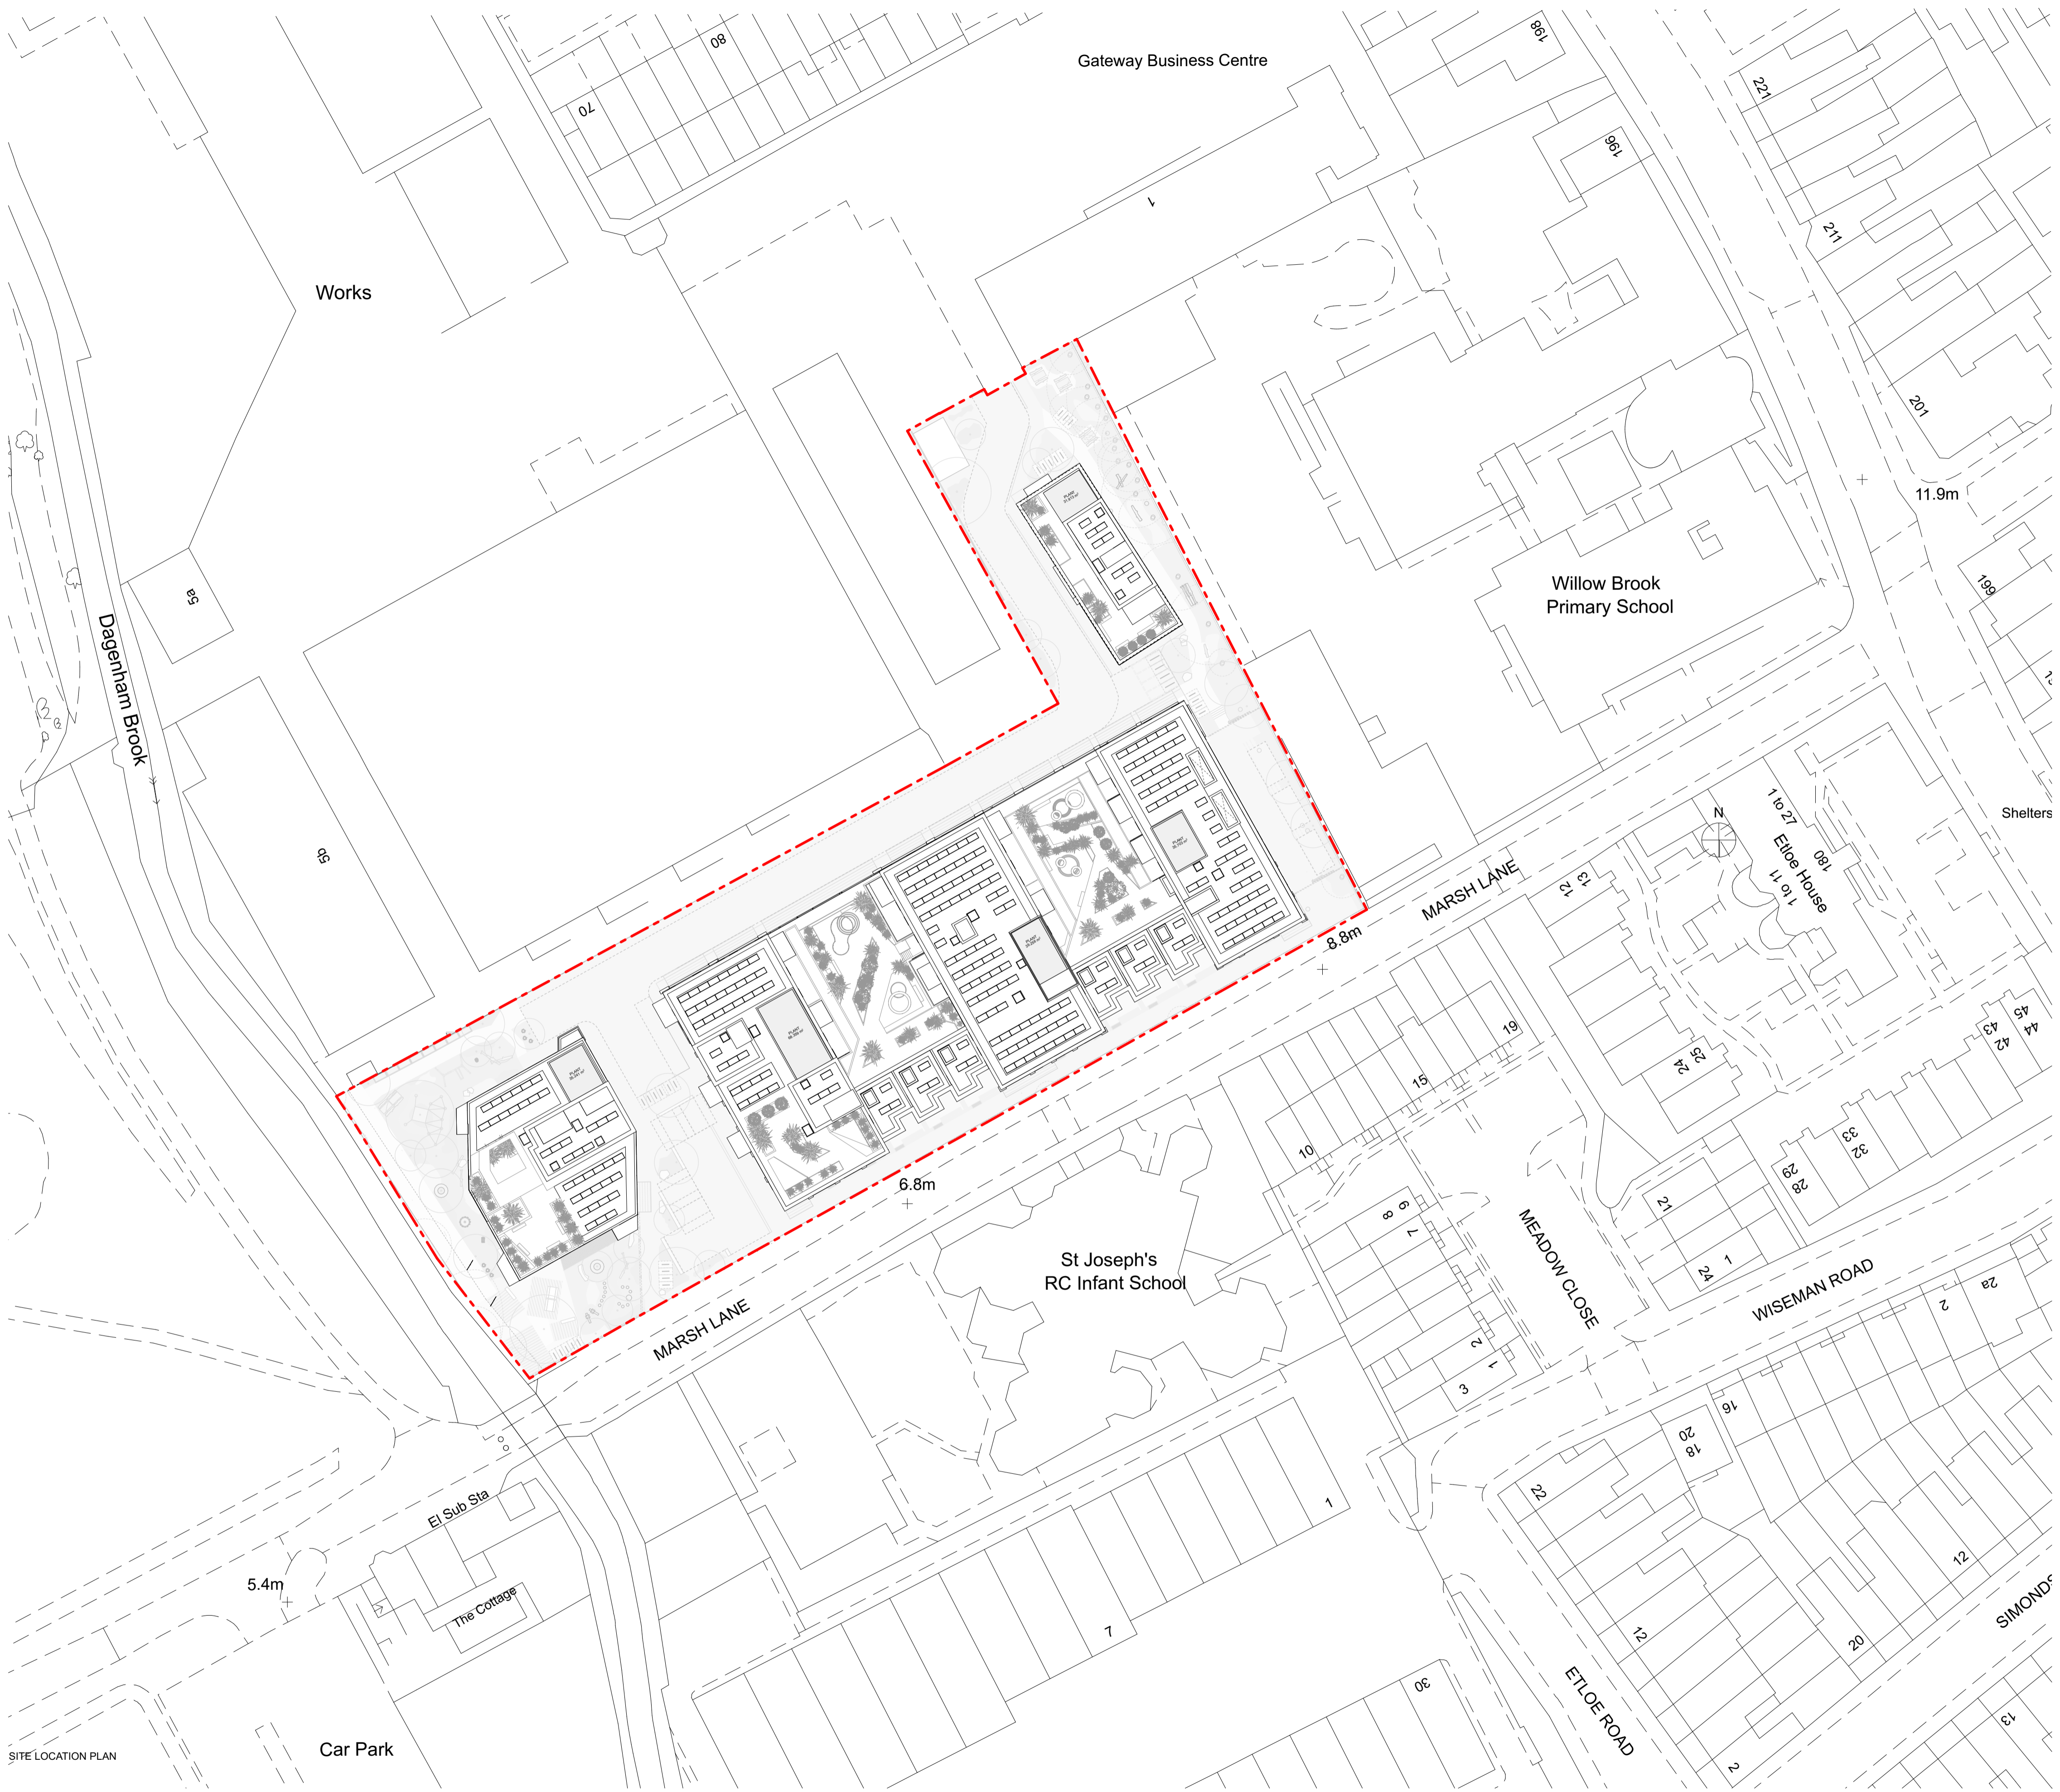 80
70
Gateway Business Centre
198
221
196
1
211
Works
201
11.9m
Willow Brook
Primary School
199
5a
Dagenham Brook
5b
PLANT
PLANT
PLANT
PLANT
PLANT
N
1 to 27
Etloe House
180
1 to 11
Shelters
MARSH LANE
12
13
8.8m
19
15
10
24
25
45
44
43
42
33
32
29
28
6.8m
9
8
7
21
1
24
MEADOW CLOSE
WISEMAN ROAD
2
2a
St Joseph's
RC Infant School
MARSH LANE
2
1
3
16
20
18
22
1
El Sub Sta
The Cottage
5.4m
7
12
12
20
SIMONDS
30
ETLOE ROAD
2
13
Car Park
SITE LOCATION PLAN